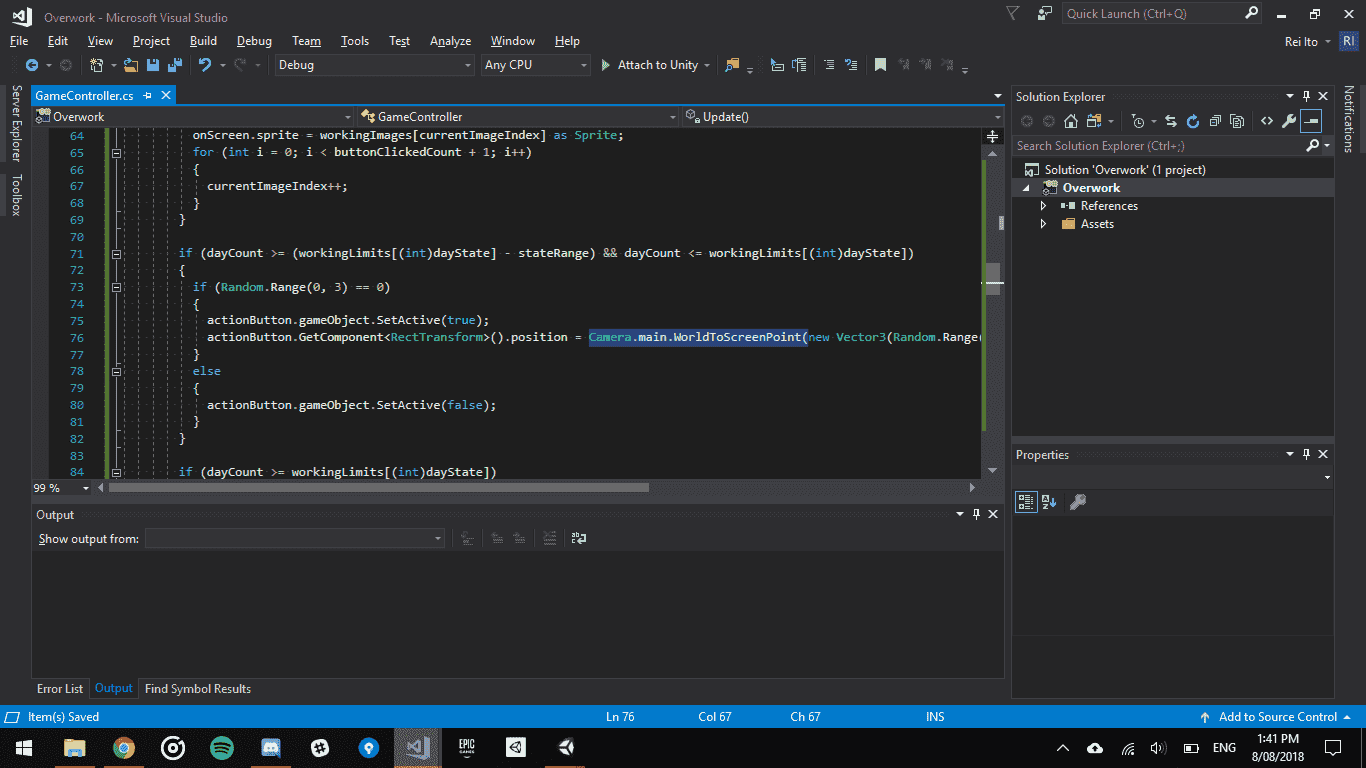 Overwork - Microsoft Visual Studio
Quick Launch (Ctrl+Q)
File Edit View Project Build Debug Team Tools Test Analyze Window Help
Rei Ito RI
Debug Any CPU Attach to Unity
Server Explorer
Toolbox
GameController.cs
Overwork GameController Update()
64 onScreen.sprite = workingImages[currentImageIndex] as Sprite;
65 for (int i = 0; i < buttonClickedCount + 1; i++)
66 {
67 currentImageIndex++;
68 }
69 }
70
71 if (dayCount >= (workingLimits[(int)dayState] - stateRange) && dayCount <= workingLimits[(int)dayState])
72 {
73 if (Random.Range(0, 3) == 0)
74 {
75 actionButton.gameObject.SetActive(true);
76 actionButton.GetComponent<RectTransform>().position = Camera.main.WorldToScreenPoint(new Vector3(Random.Range(
77 }
78 else
79 {
80 actionButton.gameObject.SetActive(false);
81 }
82 }
83
84 if (dayCount >= workingLimits[(int)dayState])
99 %
Output
Show output from:
Error List Output Find Symbol Results
Solution Explorer
Search Solution Explorer (Ctrl+;)
Solution 'Overwork' (1 project)
Overwork
References
Assets
Properties
Notifications
Item(s) Saved Ln 76 Col 67 Ch 67 INS Add to Source Control
EPIC GAMES
ENG
1:41 PM
8/08/2018